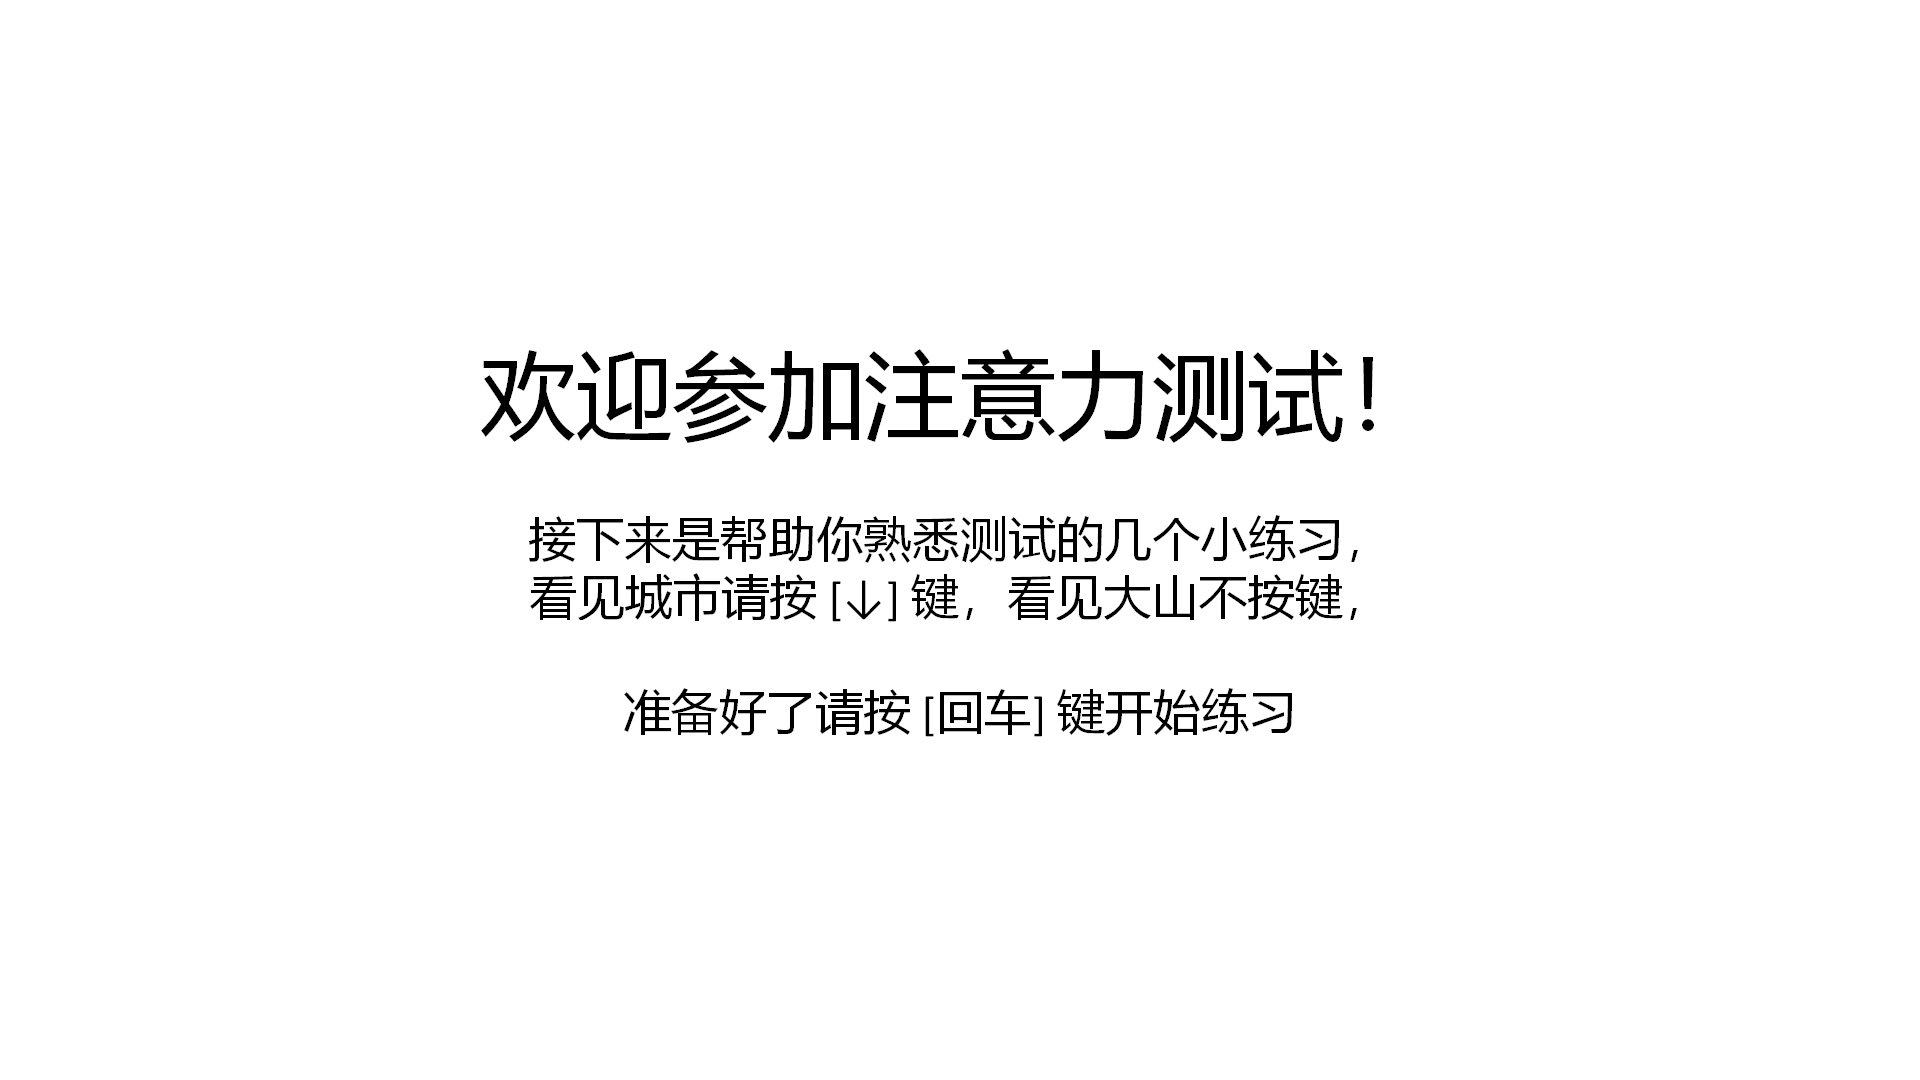 欢迎参加注意力测试！
接下来是帮助你熟悉测试的几个小练习，
看见城市请按 [↓] 键，看见大山不按键，
准备好了请按 [回车] 键开始练习